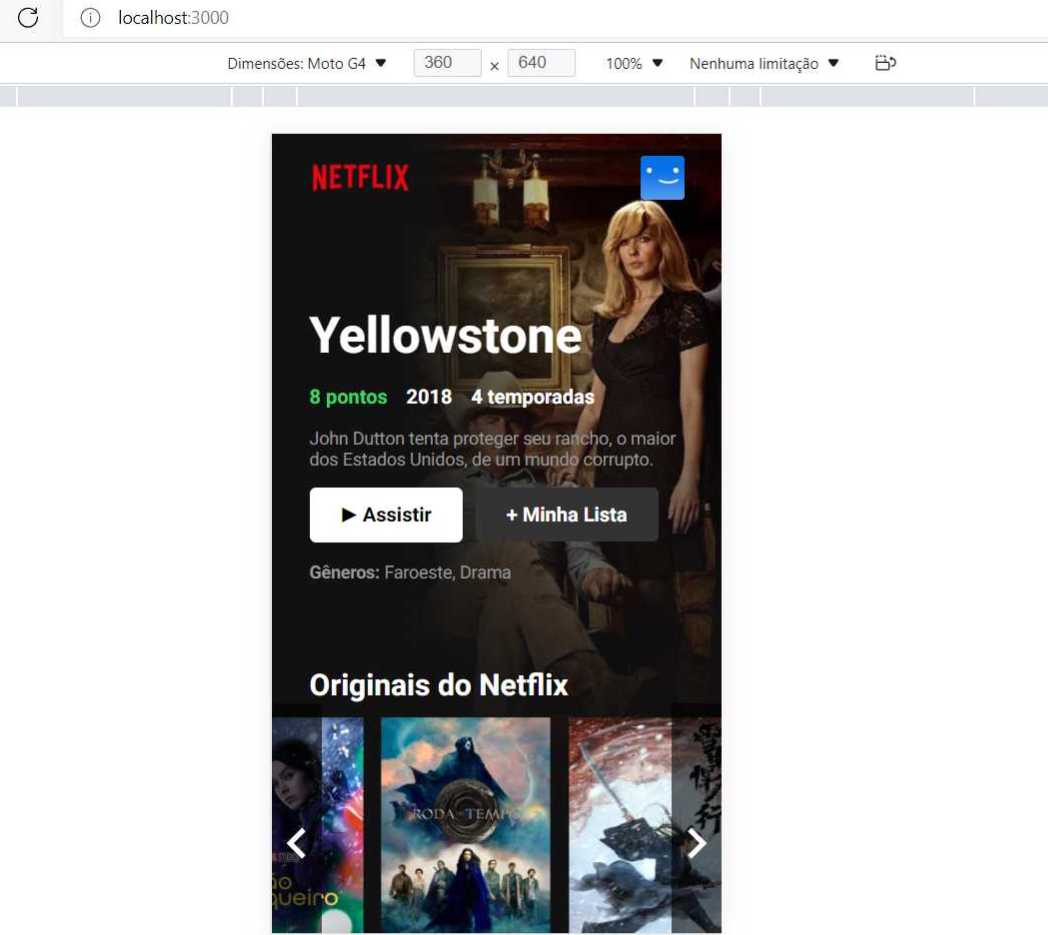 localhost:3000
Dimensões: Moto G4 ▼ 360 x 640 100% ▼ Nenhuma limitação ▼
NETFLIX
Yellowstone
8 pontos 2018 4 temporadas
John Dutton tenta proteger seu rancho, o maior
dos Estados Unidos, de um mundo corrupto.
▶ Assistir + Minha Lista
Gêneros: Faroeste, Drama
Originais do Netflix
RODA TEMPO